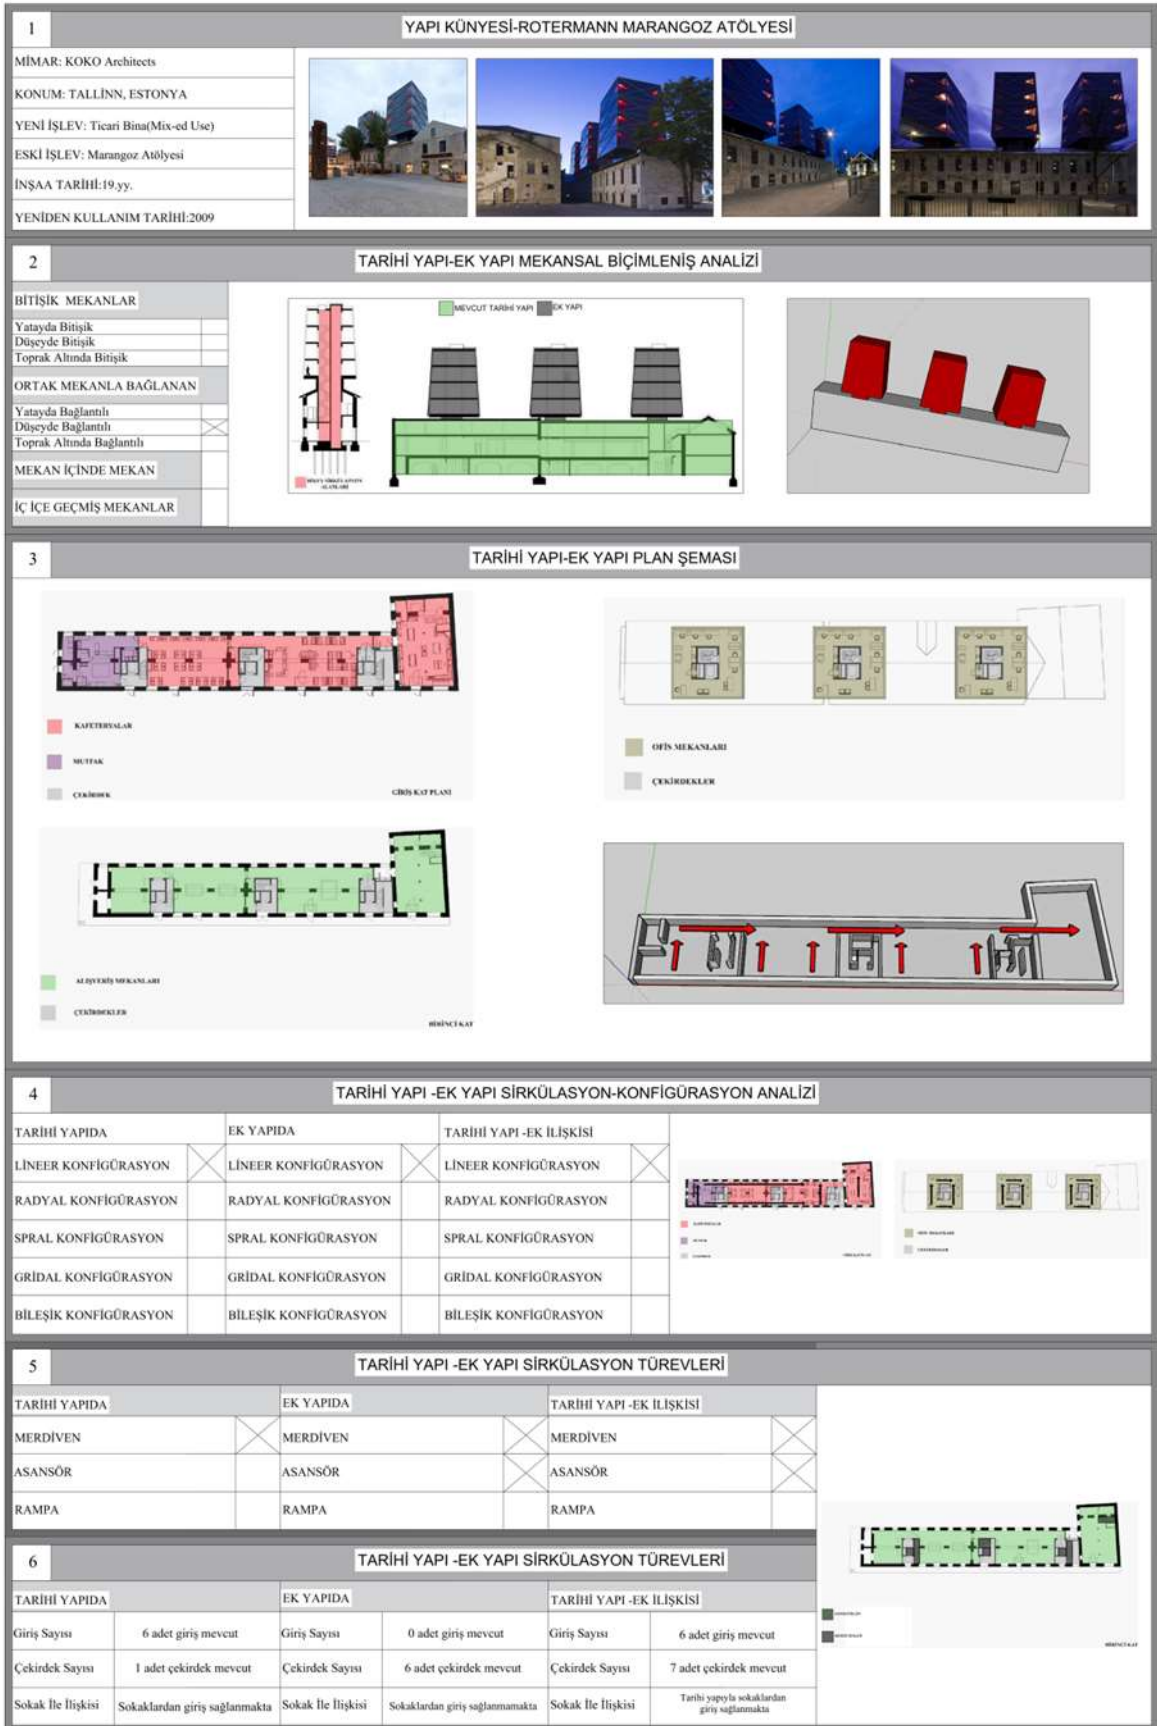 1
YAPI KÜNYESİ-ROTERMANN MARANGOZ ATÖLYESİ
MİMAR: KOKO Architects
KONUM: TALLİNN, ESTONYA
YENİ İŞLEV: Ticari Bina(Mix-ed Use)
ESKİ İŞLEV: Marangoz Atölyesi
İNŞAA TARİHİ:19.yy.
YENİDEN KULLANIM TARİHİ:2009
2
TARİHİ YAPI-EK YAPI MEKANSAL BİÇİMLENİŞ ANALİZİ
BİTİŞİK MEKANLAR
Yatayda Bitişik
Düşeyde Bitişik
Toprak Altında Bitişik
ORTAK MEKANLA BAĞLANAN
Yatayda Bağlantılı
Düşeyde Bağlantılı
Toprak Altında Bağlantılı
MEKAN İÇİNDE MEKAN
İÇ İÇE GEÇMİŞ MEKANLAR
MEVCUT TARİHİ YAPI
EK YAPI
ALANLARI
3
TARİHİ YAPI-EK YAPI PLAN ŞEMASI
KAFETERYALAR
MUTFAK
ÇEKİRDEK
GİRİŞ KAT PLANI
OFİS MEKANLARI
ÇEKİRDEKLER
ALIŞVERİŞ MEKANLARI
ÇEKİRDEKLER
BİRİNCİ KAT
4
TARİHİ YAPI -EK YAPI SİRKÜLASYON-KONFİGÜRASYON ANALİZİ
TARİHİ YAPIDA
EK YAPIDA
TARİHİ YAPI -EK İLİŞKİSİ
LİNEER KONFİGÜRASYON
LİNEER KONFİGÜRASYON
LİNEER KONFİGÜRASYON
RADYAL KONFİGÜRASYON
RADYAL KONFİGÜRASYON
RADYAL KONFİGÜRASYON
SPRAL KONFİGÜRASYON
SPRAL KONFİGÜRASYON
SPRAL KONFİGÜRASYON
GRİDAL KONFİGÜRASYON
GRİDAL KONFİGÜRASYON
GRİDAL KONFİGÜRASYON
BİLEŞİK KONFİGÜRASYON
BİLEŞİK KONFİGÜRASYON
BİLEŞİK KONFİGÜRASYON
5
TARİHİ YAPI -EK YAPI SİRKÜLASYON TÜREVLERİ
TARİHİ YAPIDA
EK YAPIDA
TARİHİ YAPI -EK İLİŞKİSİ
MERDİVEN
MERDİVEN
MERDİVEN
ASANSÖR
ASANSÖR
ASANSÖR
RAMPA
RAMPA
RAMPA
6
TARİHİ YAPI -EK YAPI SİRKÜLASYON TÜREVLERİ
TARİHİ YAPIDA
EK YAPIDA
TARİHİ YAPI -EK İLİŞKİSİ
Giriş Sayısı
6 adet giriş mevcut
Giriş Sayısı
0 adet giriş mevcut
Giriş Sayısı
6 adet giriş mevcut
Çekirdek Sayısı
1 adet çekirdek mevcut
Çekirdek Sayısı
6 adet çekirdek mevcut
Çekirdek Sayısı
7 adet çekirdek mevcut
Sokak İle İlişkisi
Sokaklardan giriş sağlanmakta
Sokak İle İlişkisi
Sokaklardan giriş sağlanmamakta
Sokak İle İlişkisi
Tarihi yapıyla sokaklardan
giriş sağlanmakta
BİRİNCİ KAT